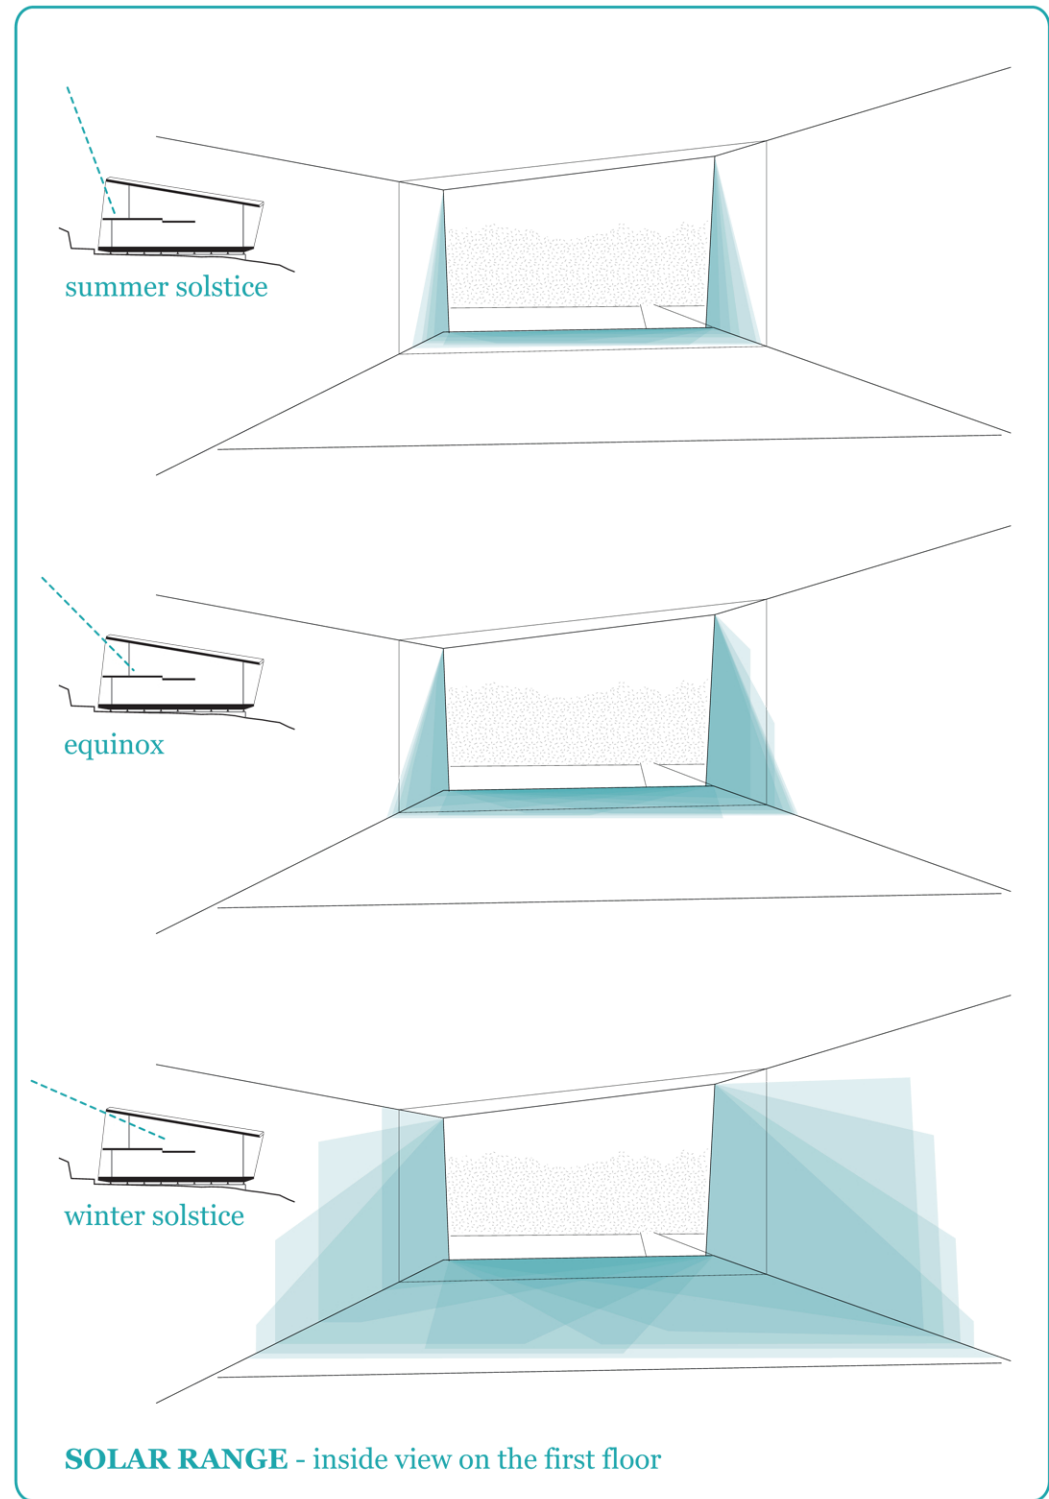 summer solstice
equinox
winter solstice
SOLAR RANGE - inside view on the first floor